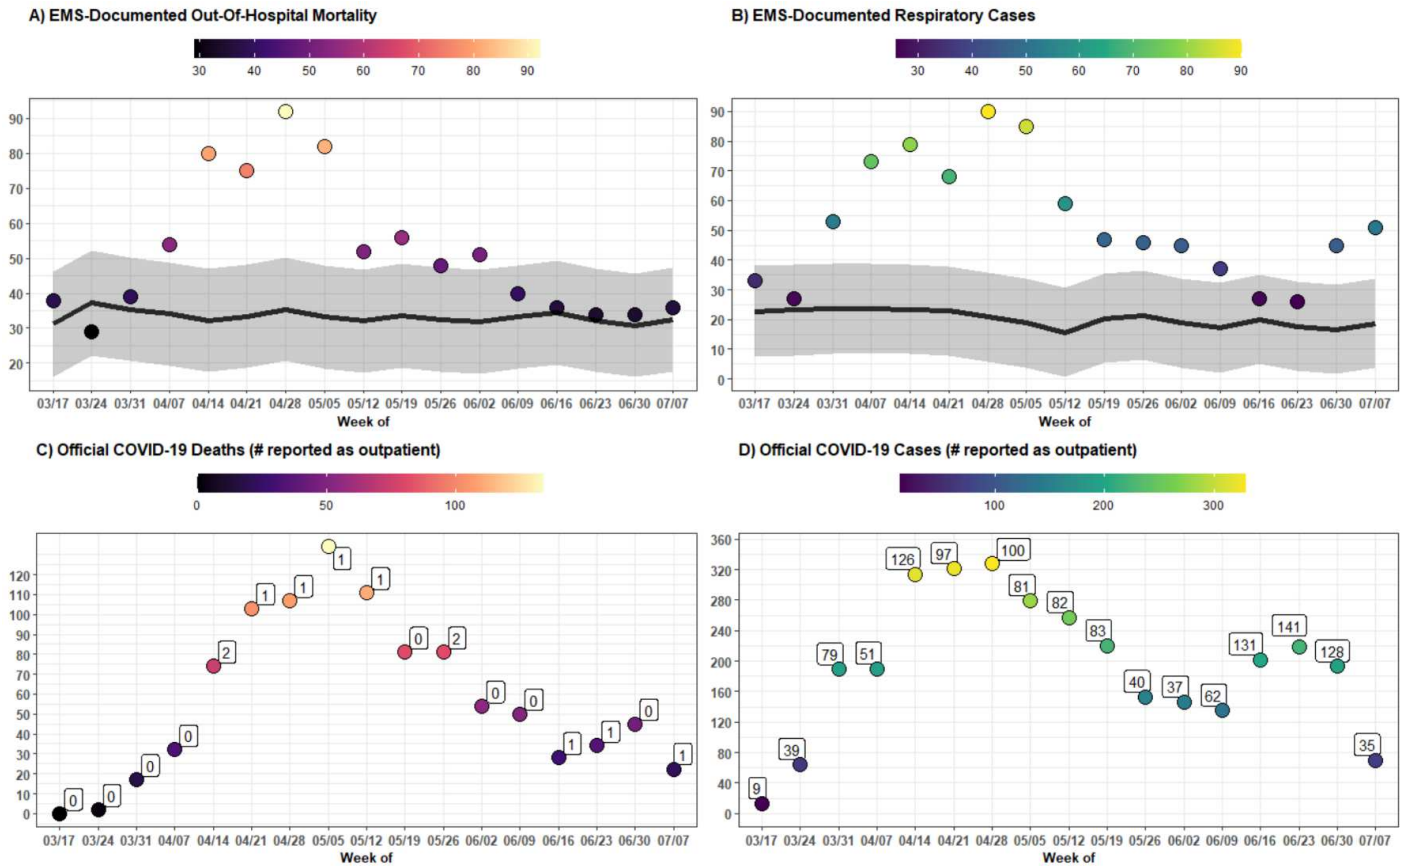 A) EMS-Documented Out-Of-Hospital Mortality
30 40 50 60 70 80 90
90
80
70
60
50
40
30
20
03/17 03/24 03/31 04/07 04/14 04/21 04/28 05/05 05/12 05/19 05/26 06/02 06/09 06/16 06/23 06/30 07/07
Week of
B) EMS-Documented Respiratory Cases
30 40 50 60 70 80 90
90
80
70
60
50
40
30
20
10
0
03/17 03/24 03/31 04/07 04/14 04/21 04/28 05/05 05/12 05/19 05/26 06/02 06/09 06/16 06/23 06/30 07/07
Week of
C) Official COVID-19 Deaths (# reported as outpatient)
0 50 100
120
110
100
90
80
70
60
50
40
30
20
10
0
0 0 0 0 2 1 1 1 1 0 2 0 0 1 1 0 1
03/17 03/24 03/31 04/07 04/14 04/21 04/28 05/05 05/12 05/19 05/26 06/02 06/09 06/16 06/23 06/30 07/07
Week of
D) Official COVID-19 Cases (# reported as outpatient)
100 200 300
360
320
280
240
200
160
120
80
40
0
9 39 79 51 126 97 100 81 82 83 40 37 62 131 141 128 35
03/17 03/24 03/31 04/07 04/14 04/21 04/28 05/05 05/12 05/19 05/26 06/02 06/09 06/16 06/23 06/30 07/07
Week of